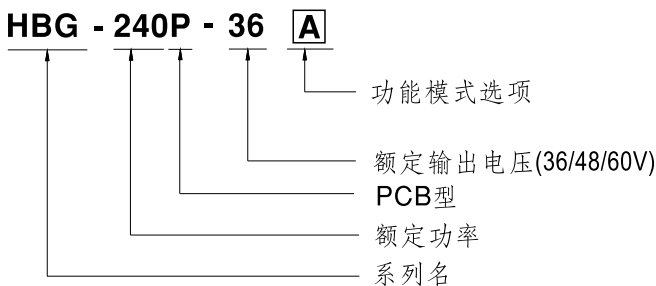 HBG - 240P - 36 A
功能模式选项
额定输出电压(36/48/60V)
PCB型
额定功率
系列名